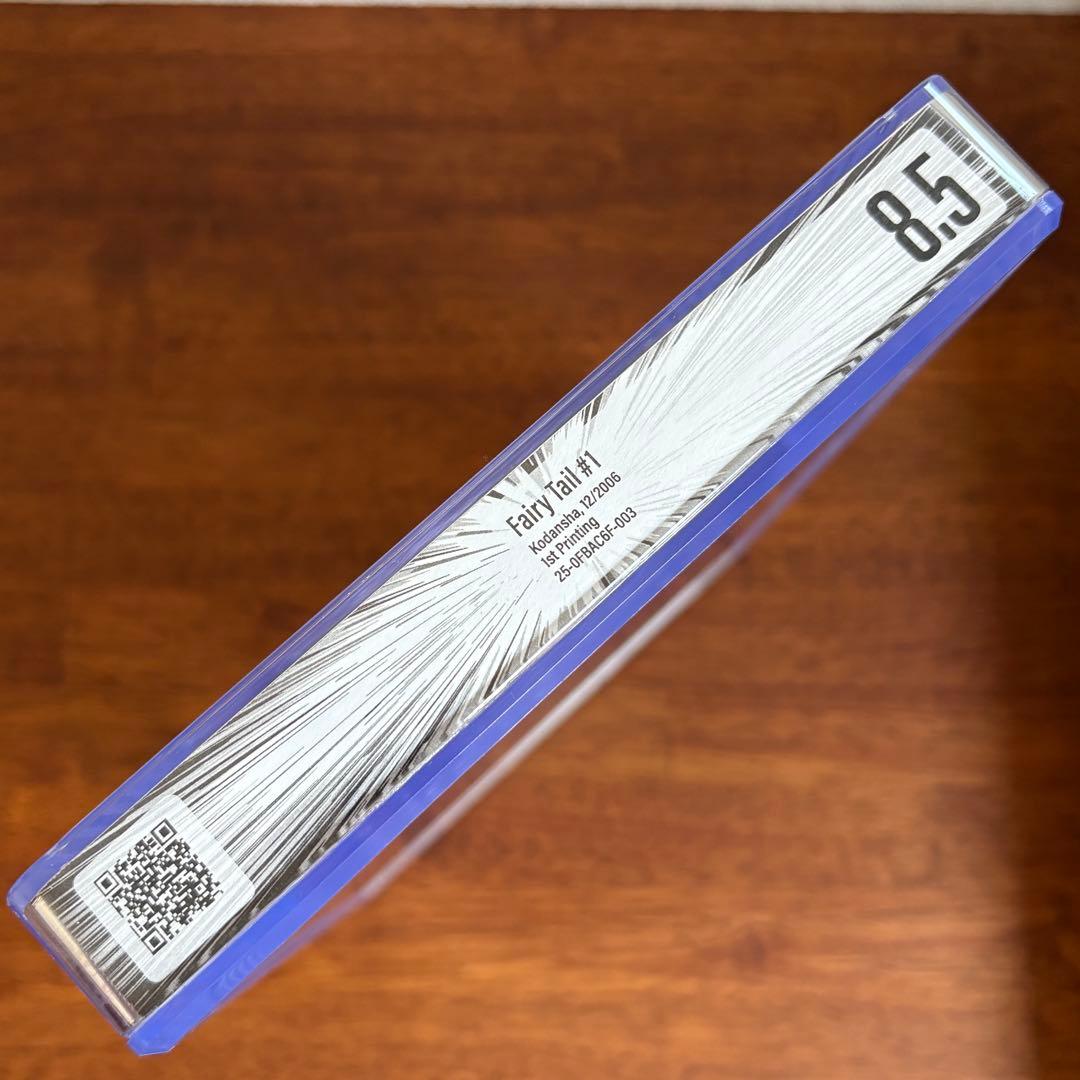 Fairy Tail #1
Kodansha, 12/2006
1st Printing
25-0FBAC6F-003
8.5